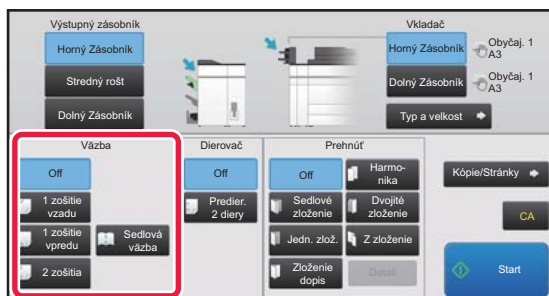 Výstupný zásobník
Horný Zásobník
Stredný rošt
Dolný Zásobník
Vkladač
Horný Zásobník
Obyčaj. 1
A3
Dolný Zásobník
Obyčaj. 1
A3
Typ a velkost
Väzba
Off
1 zošitie
vzadu
1 zošitie
vpredu
Sedlová
väzba
2 zošitia
Dierovač
Off
Predier.
2 diery
Prehnúť
Off
Harmo-
nika
Sedlové
zloženie
Dvojité
zloženie
Jedn. zlož.
Z zloženie
Zloženie
dopis
Detail
Kópie/Stránky
CA
Start